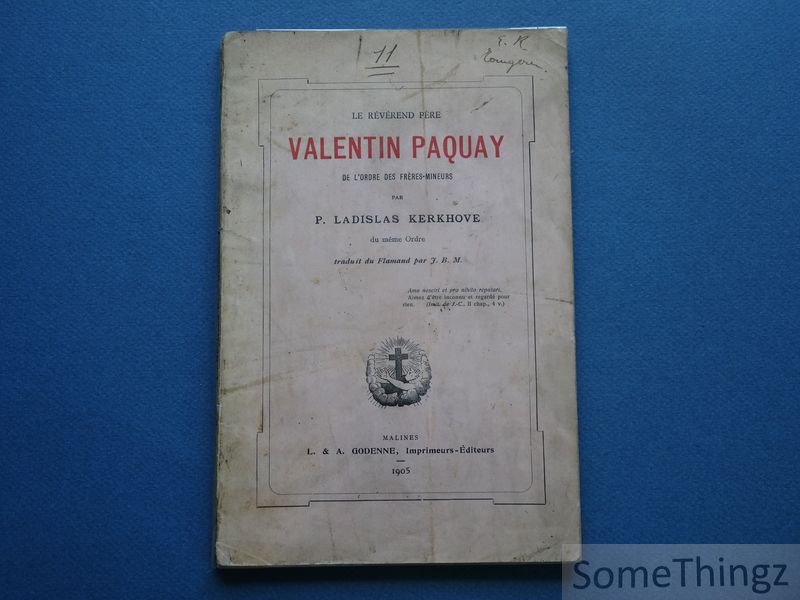 11
E. R
Tongeren.
LE RÉVÉREND PÈRE
VALENTIN PAQUAY
DE L'ORDRE DES FRÈRES-MINEURS
PAR
P. LADISLAS KERKHOVE
du même Ordre
traduit du Flamand par J. B. M.
Ama nesciri et pro nihilo reputari.
Aimez d'être inconnu et regardé pour
rien. (Imit. de J.-C., II chap., 4 v.)
MALINES
L. & A. GODENNE, Imprimeurs-Éditeurs
1905
SomeThingz